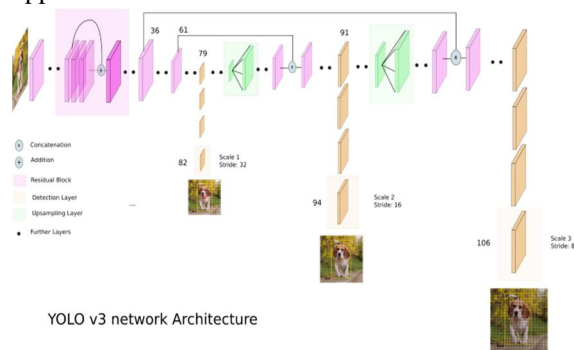 36
61
79
91
Concatenation
Addition
Residual Block
Detection Layer
Upsampling Layer
Further Layers
...
82
Scale 1
Stride: 32
94
Scale 2
Stride: 16
106
Scale 3
Stride: 8
YOLO v3 network Architecture